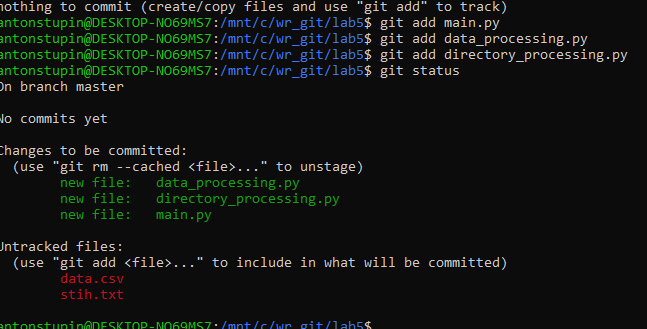 nothing to commit (create/copy files and use "git add" to track)
antonstupin@DESKTOP-NO69MS7:/mnt/c/wr_git/lab5$ git add main.py
antonstupin@DESKTOP-NO69MS7:/mnt/c/wr_git/lab5$ git add data_processing.py
antonstupin@DESKTOP-NO69MS7:/mnt/c/wr_git/lab5$ git add directory_processing.py
antonstupin@DESKTOP-NO69MS7:/mnt/c/wr_git/lab5$ git status
On branch master
No commits yet
Changes to be committed:
(use "git rm --cached <file>..." to unstage)
new file: data_processing.py
new file: directory_processing.py
new file: main.py
Untracked files:
(use "git add <file>..." to include in what will be committed)
data.csv
stih.txt
antonstupin@DESKTOP-NO69MS7:/mnt/c/wr_git/lab5$